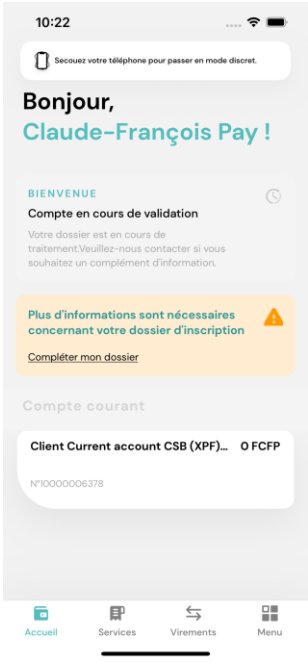 10:22
Secouez votre téléphone pour passer en mode discret.
Bonjour,
Claude-François Pay !
BIENVENUE
Compte en cours de validation
Votre dossier est en cours de
traitement.Veuillez-nous contacter si vous
souhaitez un complément d'information.
Plus d'informations sont nécessaires
concernant votre dossier d'inscription
Compléter mon dossier
Compte courant
Client Current account CSB (XPF)... 0 FCFP
N°10000006378
Accueil Services Virements Menu